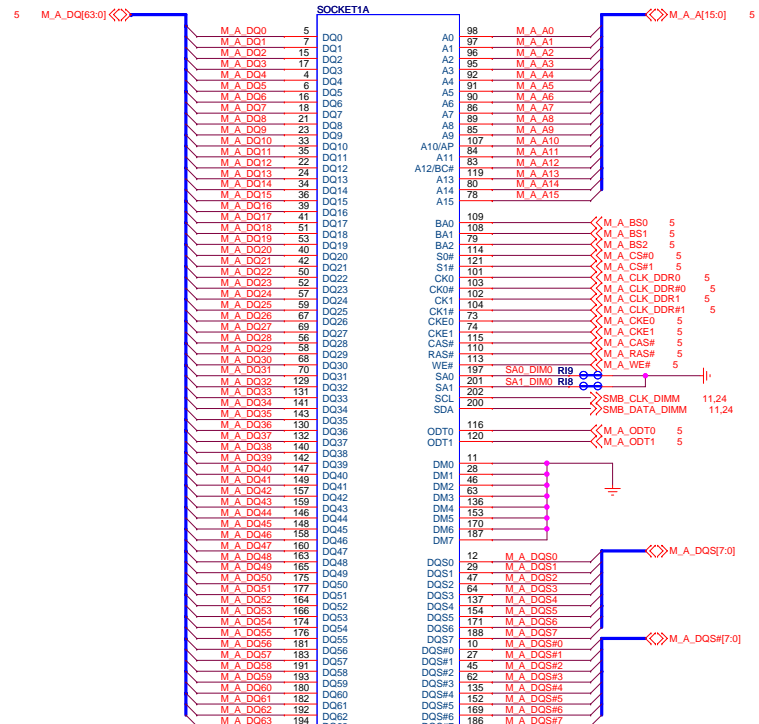 SOCKET1A
5 M_A_DQ[63:0]
M_A_A[15:0] 5
M_A_DQ0 5 DQ0
M_A_DQ1 7 DQ1
M_A_DQ2 15 DQ2
M_A_DQ3 17 DQ3
M_A_DQ4 4 DQ4
M_A_DQ5 6 DQ5
M_A_DQ6 16 DQ6
M_A_DQ7 18 DQ7
M_A_DQ8 21 DQ8
M_A_DQ9 23 DQ9
M_A_DQ10 33 DQ10
M_A_DQ11 35 DQ11
M_A_DQ12 22 DQ12
M_A_DQ13 24 DQ13
M_A_DQ14 34 DQ14
M_A_DQ15 36 DQ15
M_A_DQ16 39 DQ16
M_A_DQ17 41 DQ17
M_A_DQ18 51 DQ18
M_A_DQ19 53 DQ19
M_A_DQ20 40 DQ20
M_A_DQ21 42 DQ21
M_A_DQ22 50 DQ22
M_A_DQ23 52 DQ23
M_A_DQ24 57 DQ24
M_A_DQ25 59 DQ25
M_A_DQ26 67 DQ26
M_A_DQ27 69 DQ27
M_A_DQ28 56 DQ28
M_A_DQ29 58 DQ29
M_A_DQ30 68 DQ30
M_A_DQ31 70 DQ31
M_A_DQ32 129 DQ32
M_A_DQ33 131 DQ33
M_A_DQ34 141 DQ34
M_A_DQ35 143 DQ35
M_A_DQ36 130 DQ36
M_A_DQ37 132 DQ37
M_A_DQ38 140 DQ38
M_A_DQ39 142 DQ39
M_A_DQ40 147 DQ40
M_A_DQ41 149 DQ41
M_A_DQ42 157 DQ42
M_A_DQ43 159 DQ43
M_A_DQ44 146 DQ44
M_A_DQ45 148 DQ45
M_A_DQ46 158 DQ46
M_A_DQ47 160 DQ47
M_A_DQ48 163 DQ48
M_A_DQ49 165 DQ49
M_A_DQ50 175 DQ50
M_A_DQ51 177 DQ51
M_A_DQ52 164 DQ52
M_A_DQ53 166 DQ53
M_A_DQ54 174 DQ54
M_A_DQ55 176 DQ55
M_A_DQ56 181 DQ56
M_A_DQ57 183 DQ57
M_A_DQ58 191 DQ58
M_A_DQ59 193 DQ59
M_A_DQ60 180 DQ60
M_A_DQ61 182 DQ61
M_A_DQ62 192 DQ62
M_A_DQ63 194
A0 98 M_A_A0
A1 97 M_A_A1
A2 96 M_A_A2
A3 95 M_A_A3
A4 92 M_A_A4
A5 91 M_A_A5
A6 90 M_A_A6
A7 86 M_A_A7
A8 89 M_A_A8
A9 85 M_A_A9
A10/AP 107 M_A_A10
A11 84 M_A_A11
A12/BC# 83 M_A_A12
A13 119 M_A_A13
A14 80 M_A_A14
A15 78 M_A_A15
BA0 109 M_A_BS0 5
BA1 108 M_A_BS1 5
BA2 79 M_A_BS2 5
S0# 114 M_A_CS#0 5
S1# 121 M_A_CS#1 5
CK0 101 M_A_CLK_DDR0 5
CK0# 103 M_A_CLK_DDR#0 5
CK1 102 M_A_CLK_DDR1 5
CK1# 104 M_A_CLK_DDR#1 5
CKE0 73 M_A_CKE0 5
CKE1 74 M_A_CKE1 5
CAS# 115 M_A_CAS# 5
RAS# 110 M_A_RAS# 5
WE# 113 M_A_WE# 5
SA0 197 SA0_DIM0 RI9
SA1 201 SA1_DIM0 RI8
SCL 202 SMB_CLK_DIMM 11,24
SDA 200 SMB_DATA_DIMM 11,24
ODT0 116 M_A_ODT0 5
ODT1 120 M_A_ODT1 5
DM0 11
DM1 28
DM2 46
DM3 63
DM4 136
DM5 153
DM6 170
DM7 187
M_A_DQS[7:0]
DQS0 12 M_A_DQS0
DQS1 29 M_A_DQS1
DQS2 47 M_A_DQS2
DQS3 64 M_A_DQS3
DQS4 137 M_A_DQS4
DQS5 154 M_A_DQS5
DQS6 171 M_A_DQS6
DQS7 188 M_A_DQS7
M_A_DQS#[7:0]
DQS#0 10 M_A_DQS#0
DQS#1 27 M_A_DQS#1
DQS#2 45 M_A_DQS#2
DQS#3 62 M_A_DQS#3
DQS#4 135 M_A_DQS#4
DQS#5 152 M_A_DQS#5
DQS#6 169 M_A_DQS#6
186 M_A_DQS#7